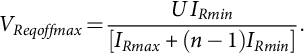 V_{Reqoffmax} = \frac{U I_{Rmin}}{[I_{Rmax} + (n-1) I_{Rmin}]}.